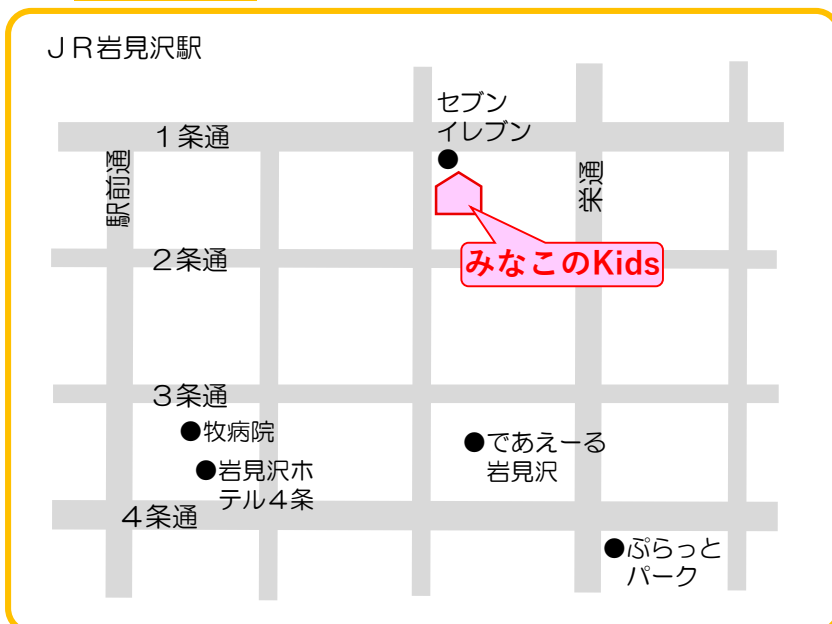 ＪＲ岩見沢駅
セブン
イレブン
１条通
駅前通
栄通
２条通
みなこのKids
３条通
●牧病院
●であえーる
岩見沢
●岩見沢ホ
テル４条
４条通
●ぷらっと
パーク